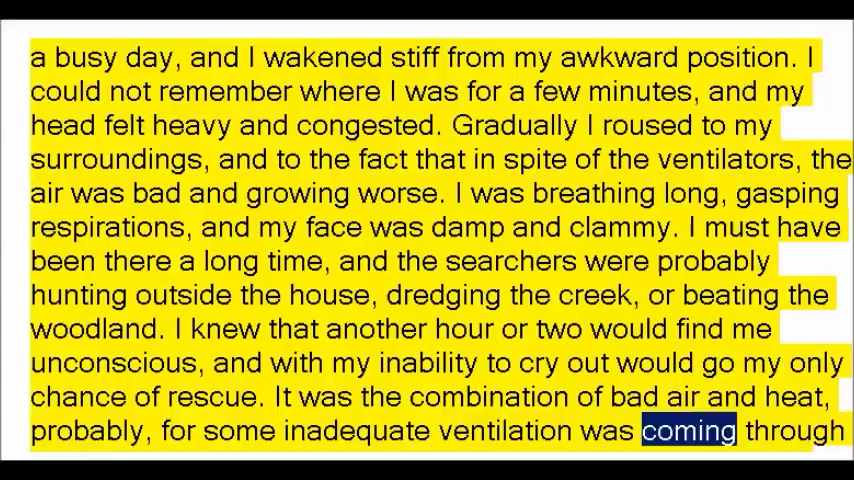 a busy day, and I wakened stiff from my awkward position. I
could not remember where I was for a few minutes, and my
head felt heavy and congested. Gradually I roused to my
surroundings, and to the fact that in spite of the ventilators, the
air was bad and growing worse. I was breathing long, gasping
respirations, and my face was damp and clammy. I must have
been there a long time, and the searchers were probably
hunting outside the house, dredging the creek, or beating the
woodland. I knew that another hour or two would find me
unconscious, and with my inability to cry out would go my only
chance of rescue. It was the combination of bad air and heat,
probably, for some inadequate ventilation was coming through